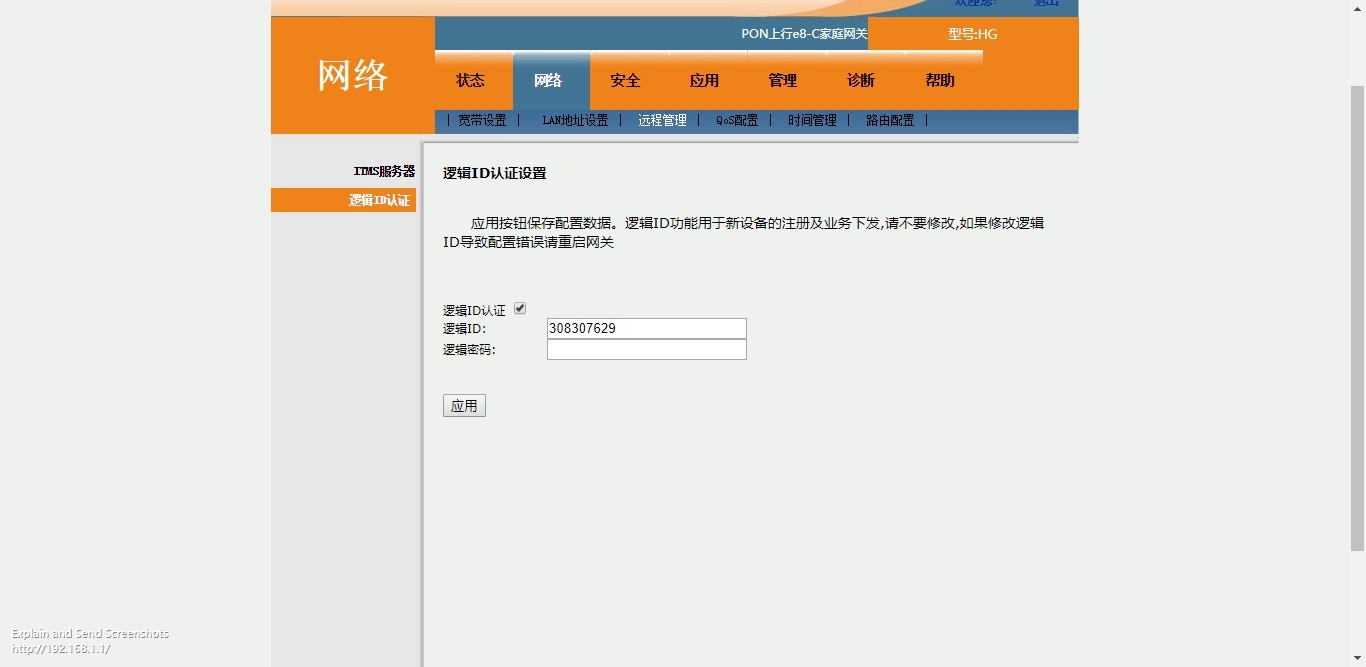 欢迎您: 退出
PON上行e8-C家庭网关 型号:HG
网络
状态 网络 安全 应用 管理 诊断 帮助
| 宽带设置 | LAN地址设置 | 远程管理 | QoS配置 | 时间管理 | 路由配置 |
ITMS服务器
逻辑ID认证
逻辑ID认证设置
应用按钮保存配置数据。逻辑ID功能用于新设备的注册及业务下发,请不要修改,如果修改逻辑
ID导致配置错误请重启网关
逻辑ID认证
逻辑ID: 308307629
逻辑密码:
应用
Explain and Send Screenshots
http://192.168.1.1/